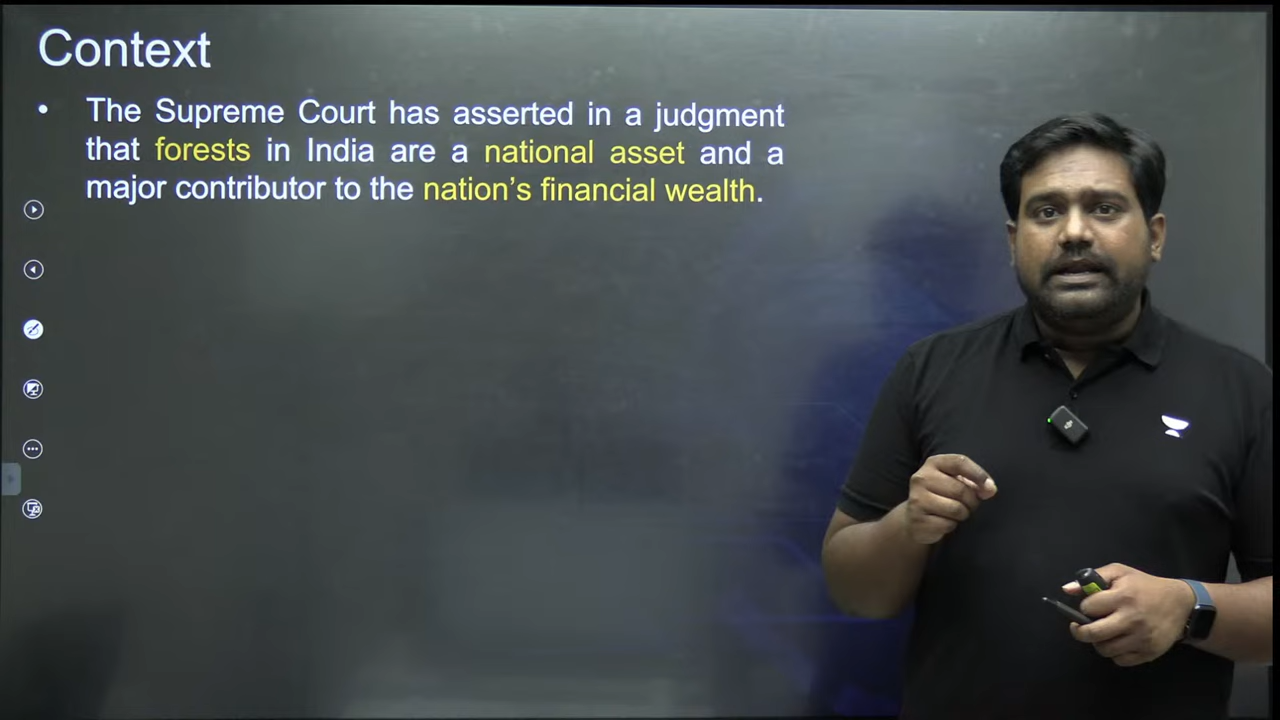 Context
• The Supreme Court has asserted in a judgment
that forests in India are a national asset and a
major contributor to the nation's financial wealth.